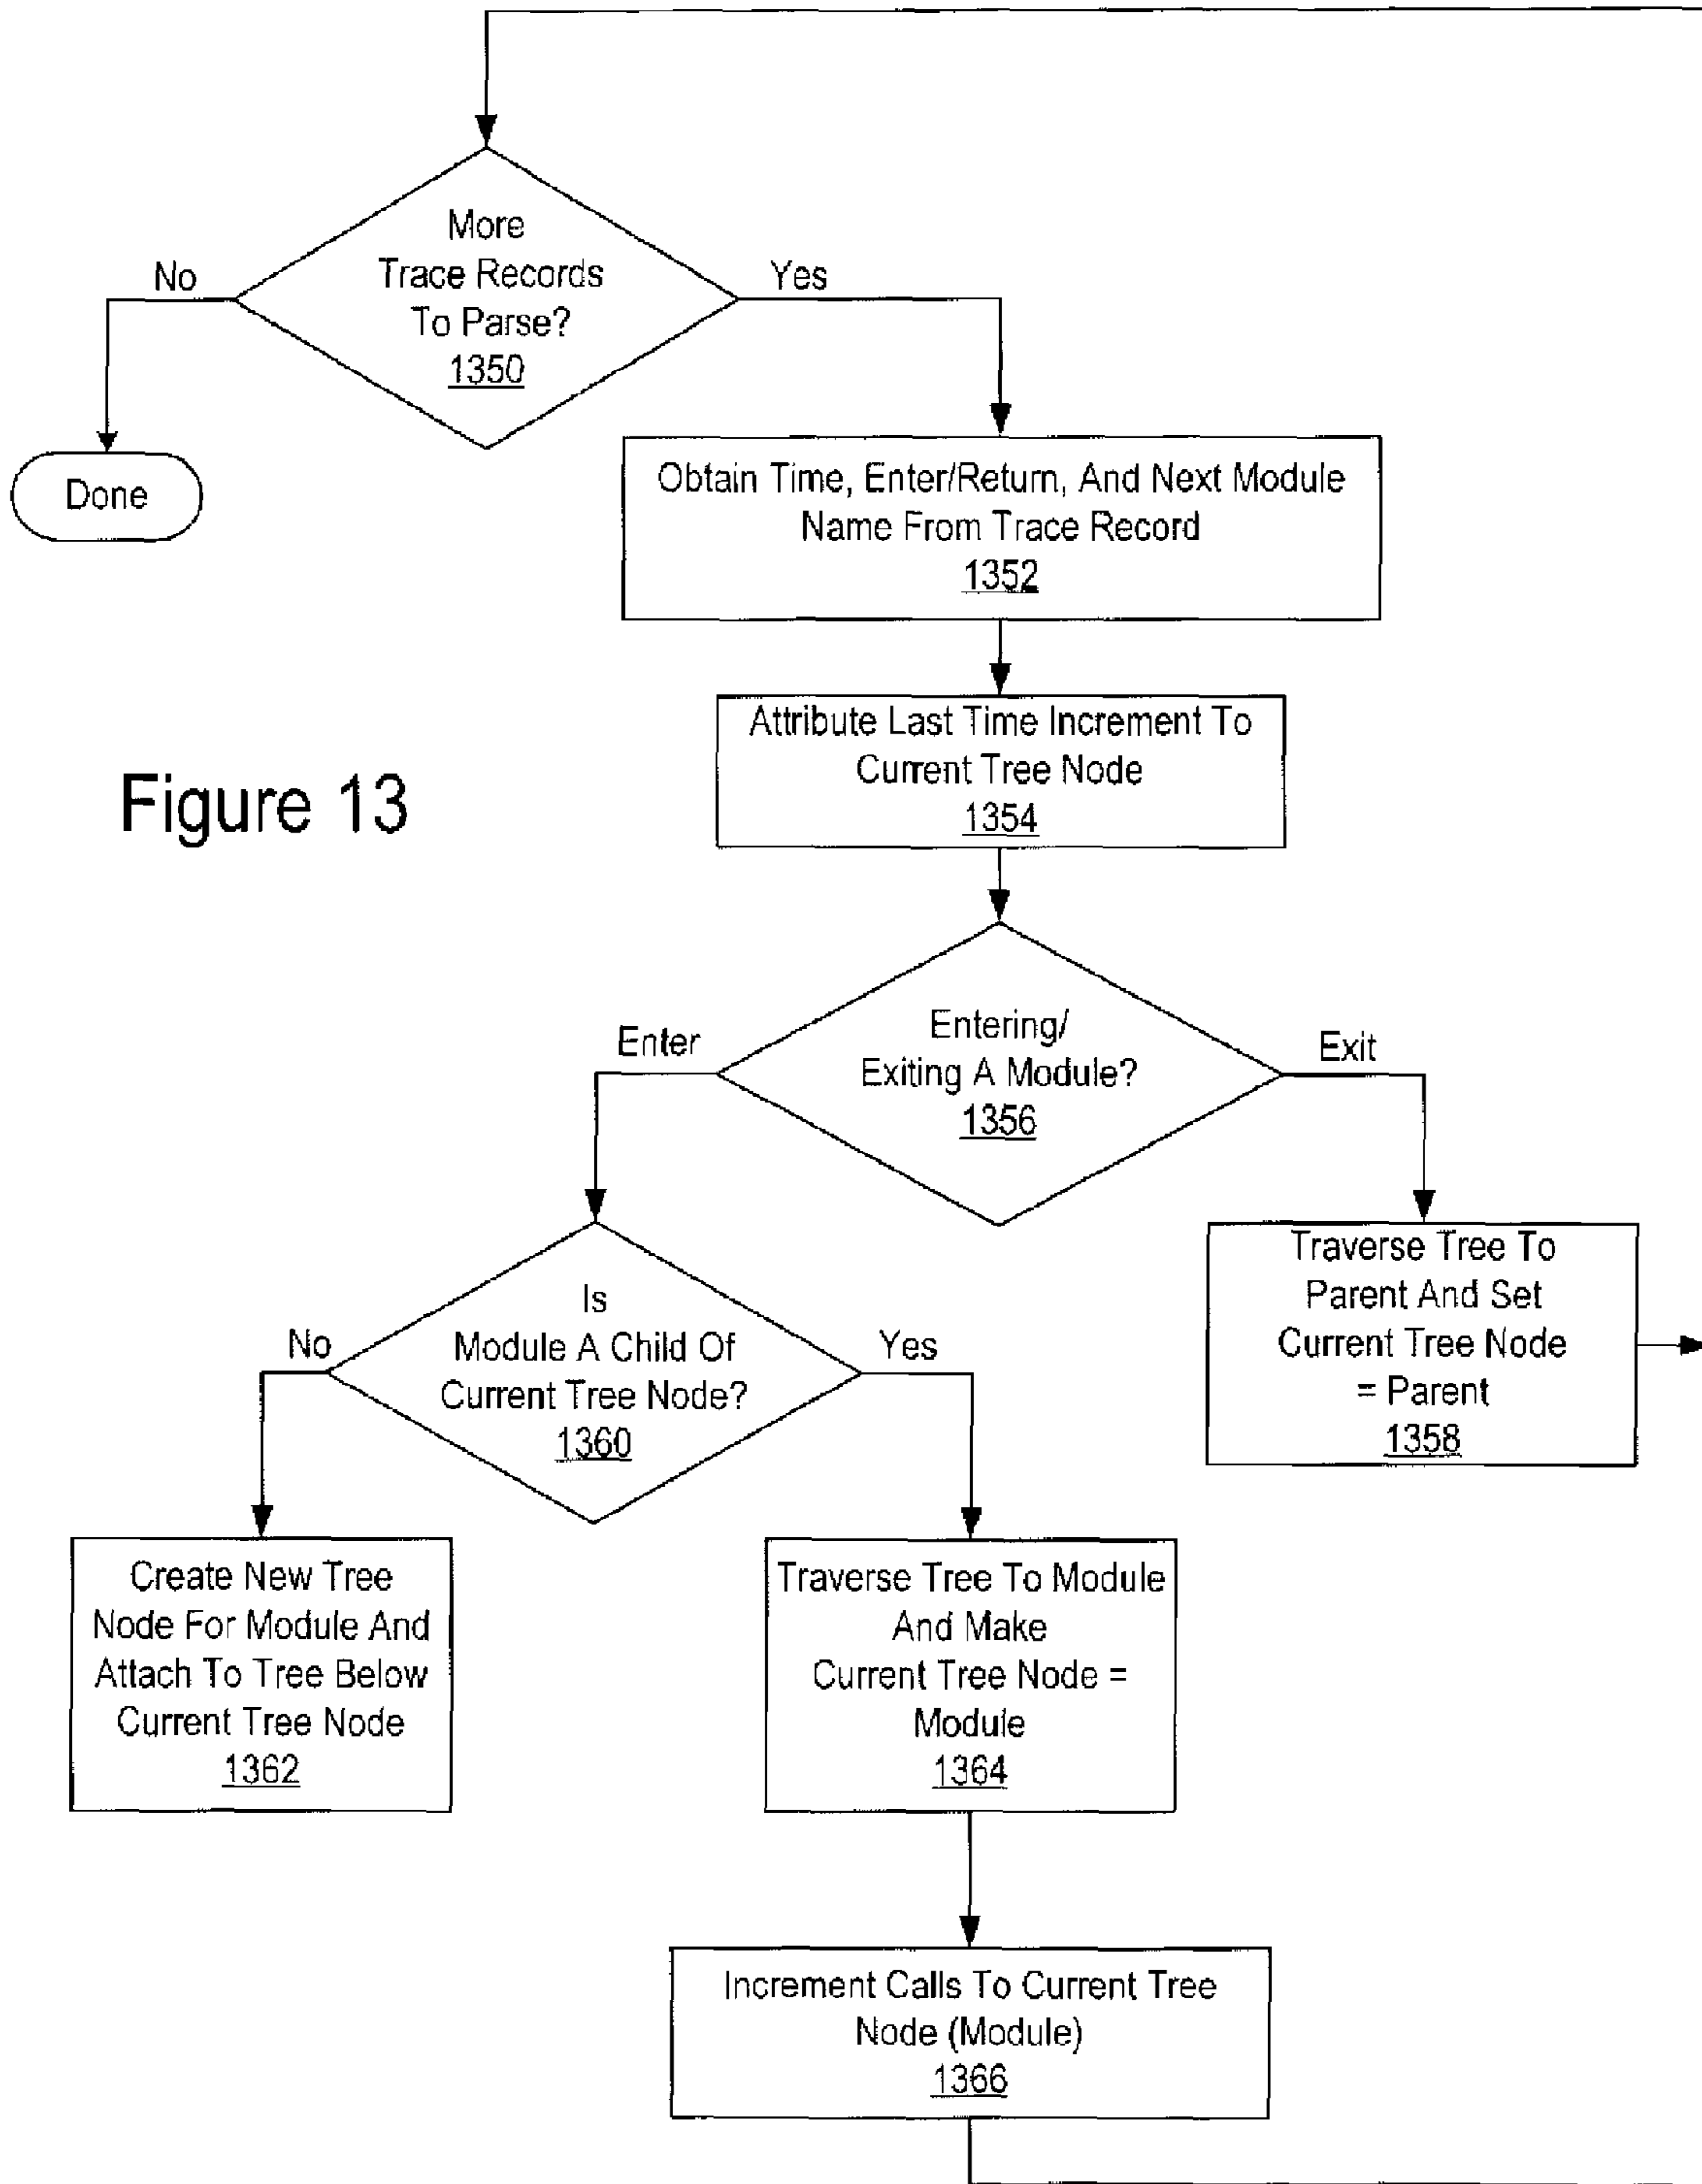 More
Trace Records
To Parse?
1350
No
Yes
Done
Obtain Time, Enter/Return, And Next Module
Name From Trace Record
1352
Attribute Last Time Increment To
Current Tree Node
1354
Figure 13
Entering/
Exiting A Module?
1356
Enter
Exit
Traverse Tree To
Parent And Set
Current Tree Node
= Parent
1358
Is
Module A Child Of
Current Tree Node?
1360
No
Yes
Create New Tree
Node For Module And
Attach To Tree Below
Current Tree Node
1362
Traverse Tree To Module
And Make
Current Tree Node =
Module
1364
Increment Calls To Current Tree
Node (Module)
1366